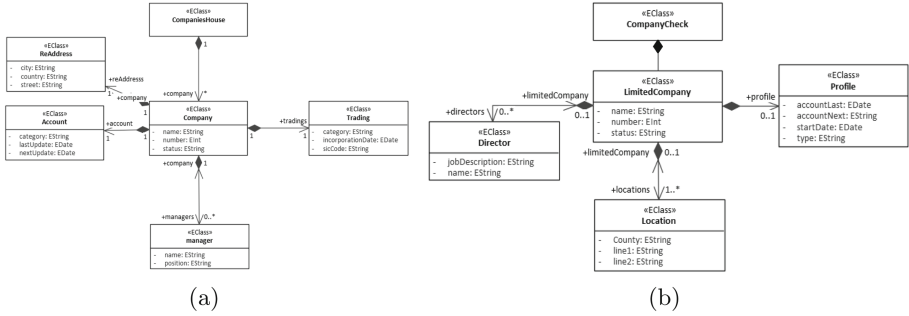 «EClass»
CompaniesHouse
1
«EClass»
ReAddress
- city: EString
- country: EString
- street: EString
+reAddresss
1
+company
1
+company
*
«EClass»
Account
- category: EString
- lastUpdate: EDate
- nextUpdate: EDate
+account
1
1
«EClass»
Company
- name: EString
- number: EInt
- status: EString
1
+tradings
1
«EClass»
Trading
- category: EString
- incorporationDate: EDate
- sicCode: EString
+company
1
+managers
0..*
«EClass»
manager
- name: EString
- position: EString
(a)
«EClass»
CompanyCheck
«EClass»
LimitedCompany
- name: EString
- number: EInt
- status: EString
+limitedCompany
0..1
+directors
0..*
«EClass»
Director
- jobDescription: EString
- name: EString
+profile
0..1
«EClass»
Profile
- accountLast: EDate
- accountNext: EString
- startDate: EDate
- type: EString
+limitedCompany
0..1
+locations
1..*
«EClass»
Location
- County: EString
- line1: EString
- line2: EString
(b)